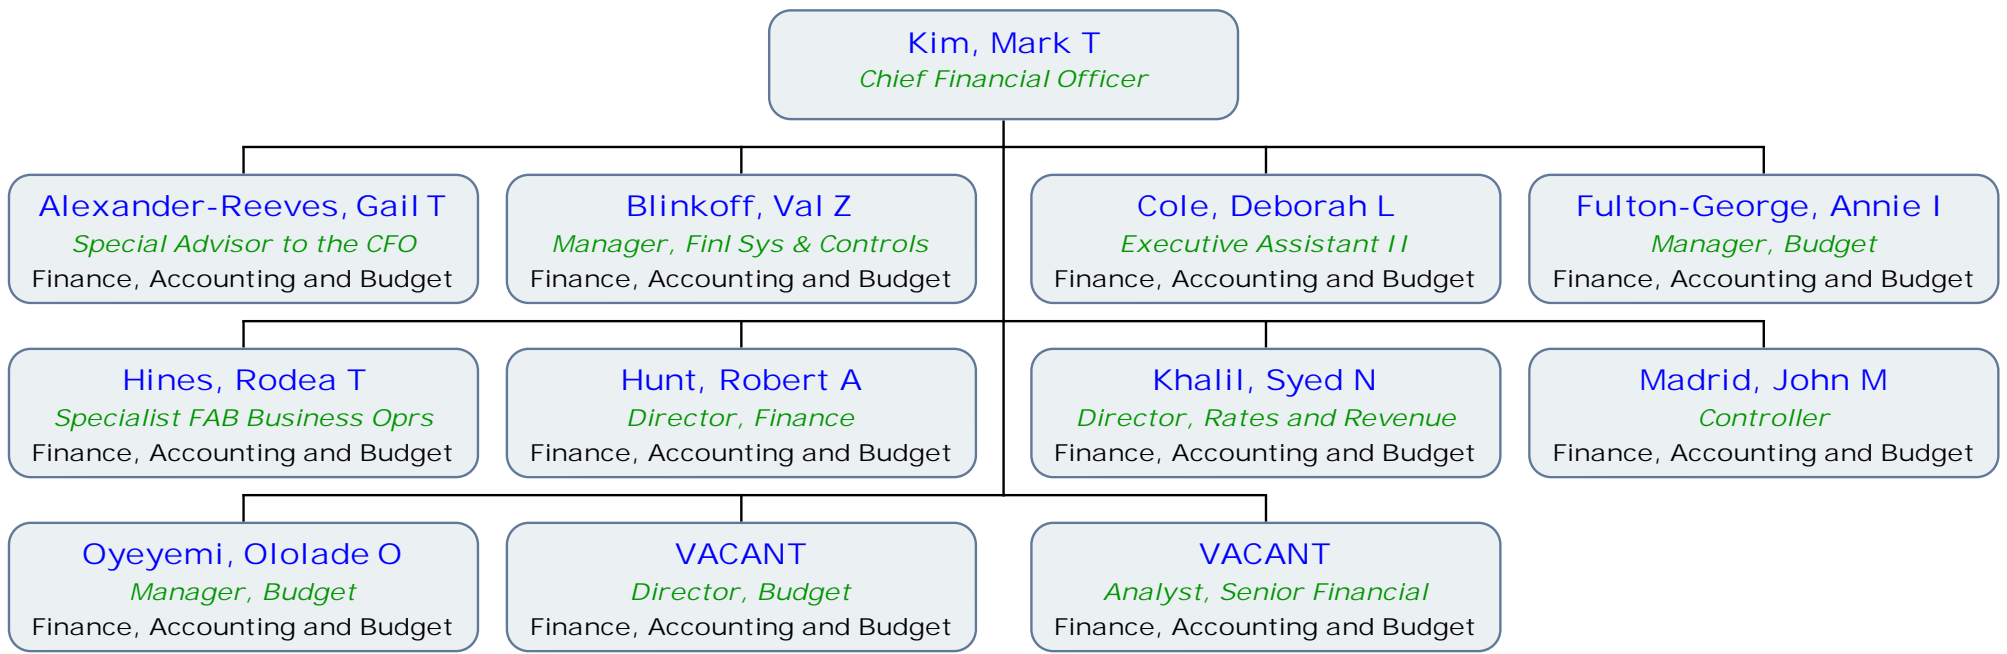 Kim, Mark T
Chief Financial Officer
Alexander-Reeves, Gail T
Special Advisor to the CFO
Finance, Accounting and Budget
Blinkoff, Val Z
Manager, Finl Sys & Controls
Finance, Accounting and Budget
Cole, Deborah L
Executive Assistant II
Finance, Accounting and Budget
Fulton-George, Annie I
Manager, Budget
Finance, Accounting and Budget
Hines, Rodea T
Specialist FAB Business Oprs
Finance, Accounting and Budget
Hunt, Robert A
Director, Finance
Finance, Accounting and Budget
Khalil, Syed N
Director, Rates and Revenue
Finance, Accounting and Budget
Madrid, John M
Controller
Finance, Accounting and Budget
Oyeyemi, Ololade O
Manager, Budget
Finance, Accounting and Budget
VACANT
Director, Budget
Finance, Accounting and Budget
VACANT
Analyst, Senior Financial
Finance, Accounting and Budget